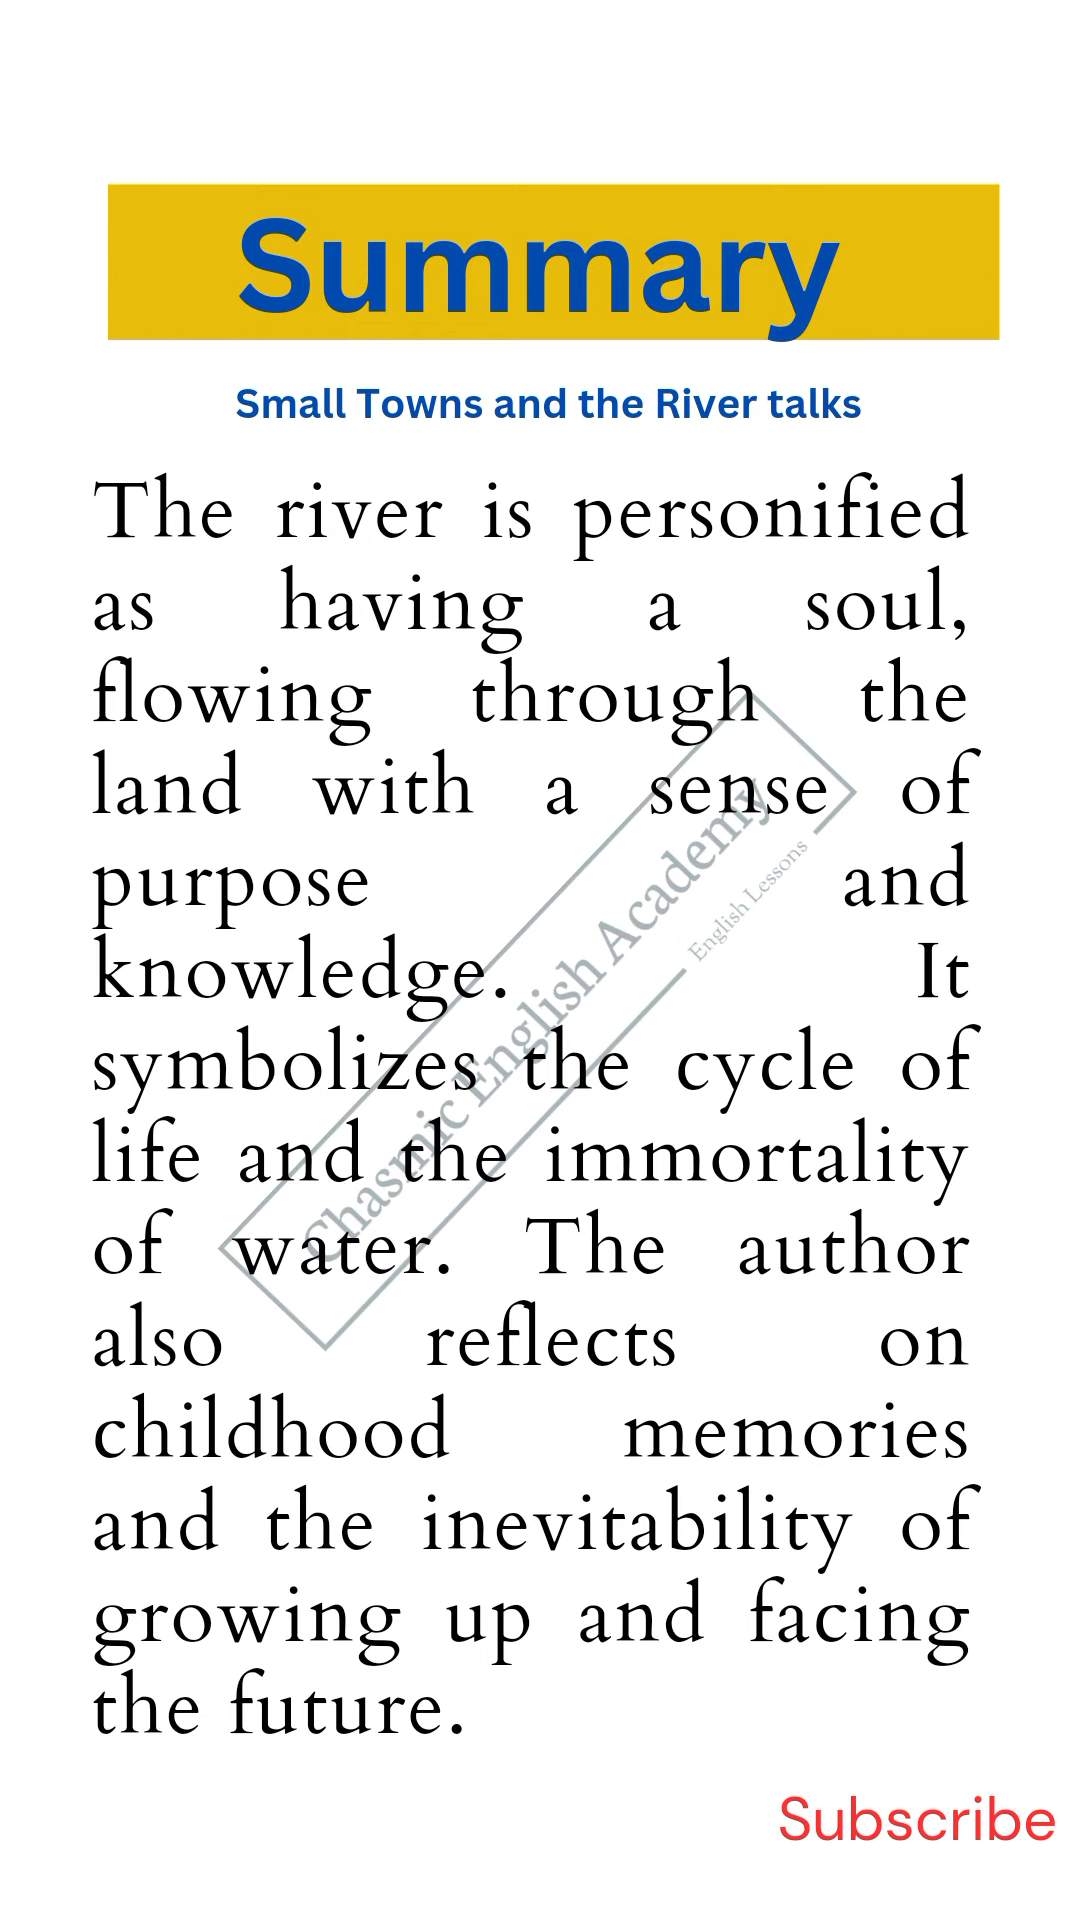 Summary
Small Towns and the River talks
The river is personified
as having a soul,
flowing through the
land with a sense of
purpose and
knowledge. It
symbolizes the cycle of
life and the immortality
of water. The author
also reflects on
childhood memories
and the inevitability of
growing up and facing
the future.
Chasmic English Academy
English Lessons
Subscribe